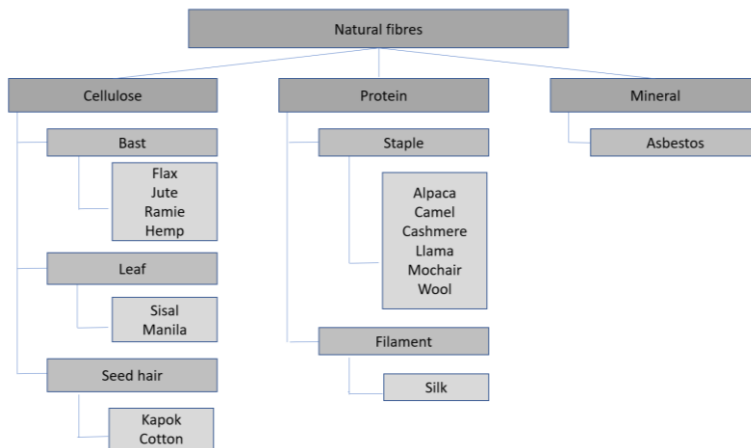 Natural fibres
Cellulose
Protein
Mineral
Bast
Staple
Asbestos
Flax
Jute
Ramie
Hemp
Alpaca
Camel
Cashmere
Llama
Mochair
Wool
Leaf
Sisal
Manila
Filament
Seed hair
Silk
Kapok
Cotton